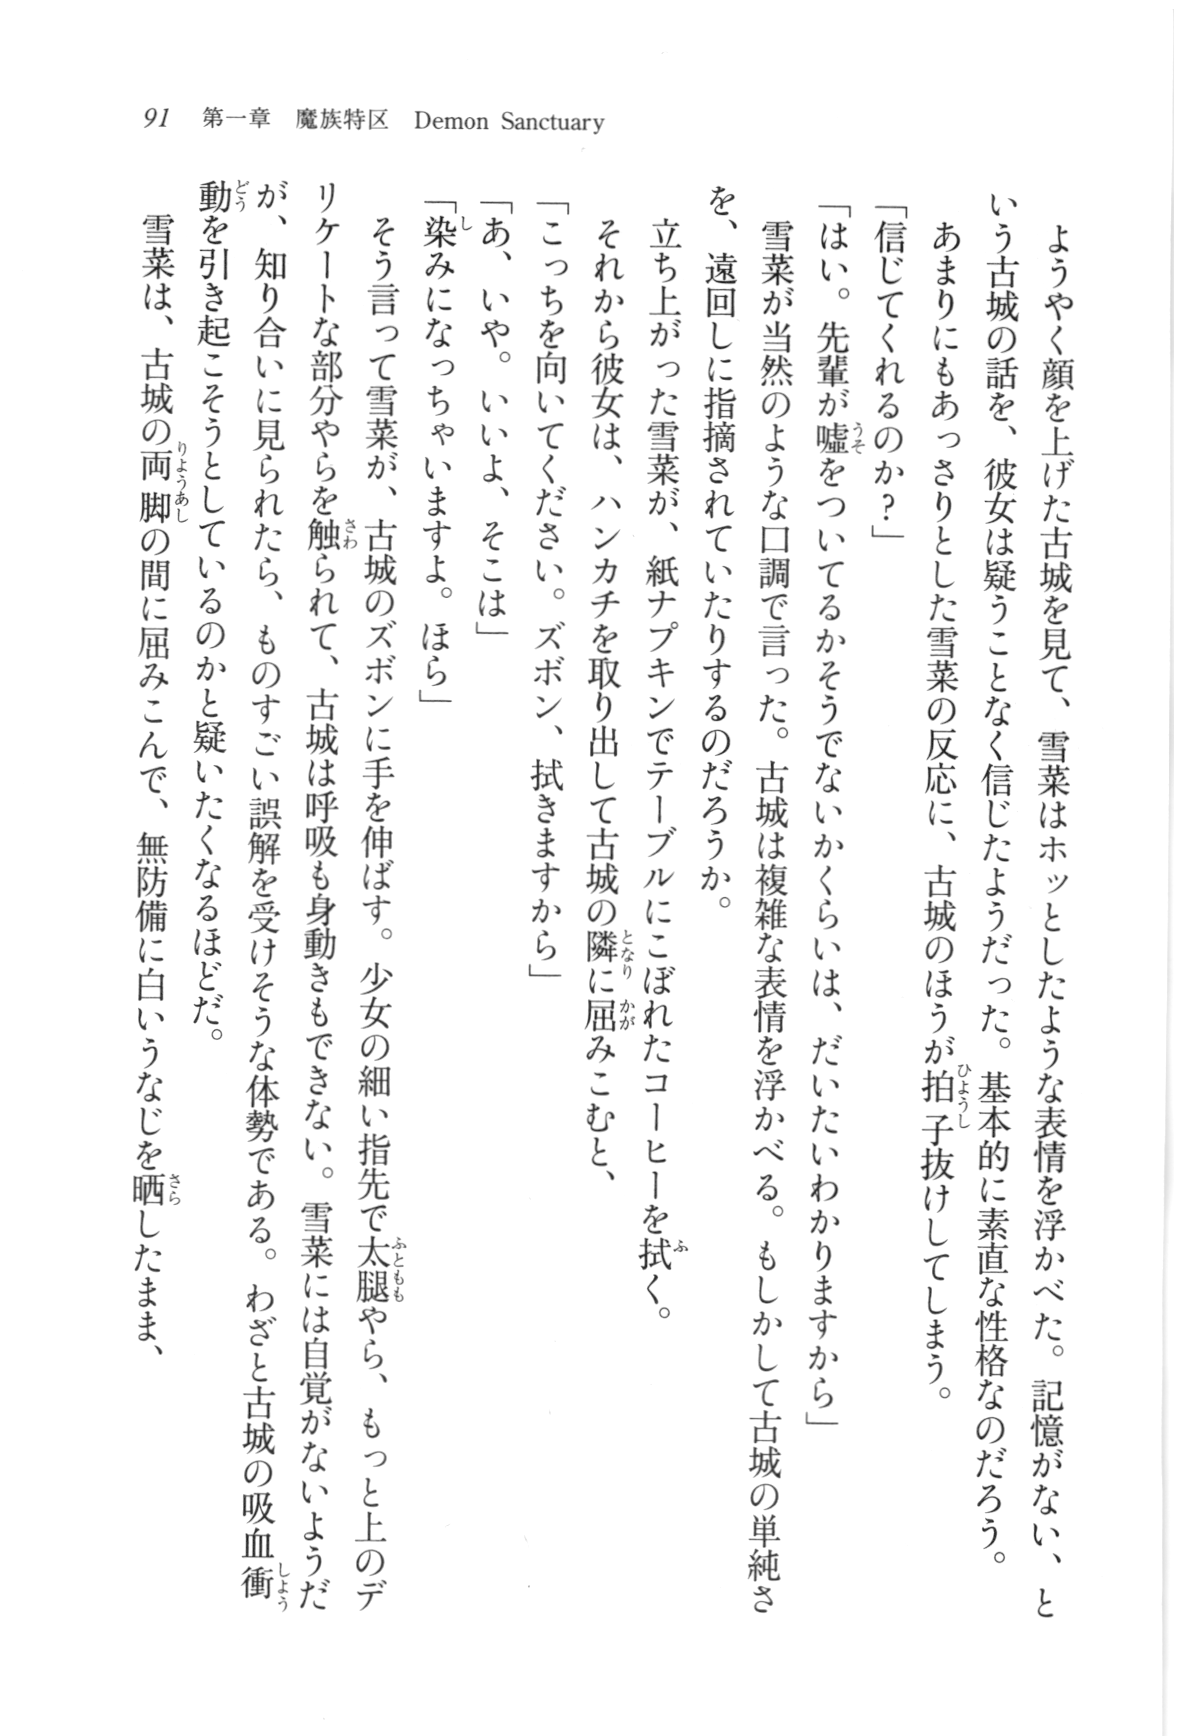 91 第一章 魔族特区 Demon Sanctuary
　ようやく顔を上げた古城を見て、雪菜はホッとしたような表情を浮かべた。記憶がない、と
いう古城の話を、彼女は疑うことなく信じたようだった。基本的に素直な性格なのだろう。
　あまりにもあっさりとした雪菜の反応に、古城のほうが拍子抜けしてしまう。
「信じてくれるのか？」
「はい。先輩が嘘をついてるかそうでないかくらいは、だいたいわかりますから」
　雪菜が当然のような口調で言った。古城は複雑な表情を浮かべる。もしかして古城の単純さ
を、遠回しに指摘されていたりするのだろうか。
　立ち上がった雪菜が、紙ナプキンでテーブルにこぼれたコーヒーを拭く。
　それから彼女は、ハンカチを取り出して古城の隣に屈みこむと、
「こっちを向いてください。ズボン、拭きますから」
「あ、いや。いいよ、そこは」
「染みになっちゃいますよ。ほら」
　そう言って雪菜が、古城のズボンに手を伸ばす。少女の細い指先で太腿やら、もっと上のデ
リケートな部分やらを触られて、古城は呼吸も身動きもできない。雪菜には自覚がないようだ
が、知り合いに見られたら、ものすごい誤解を受けそうな体勢である。わざと古城の吸血衝
動を引き起こそうとしているのかと疑いたくなるほどだ。
　雪菜は、古城の両脚の間に屈みこんで、無防備に白いうなじを晒したまま、